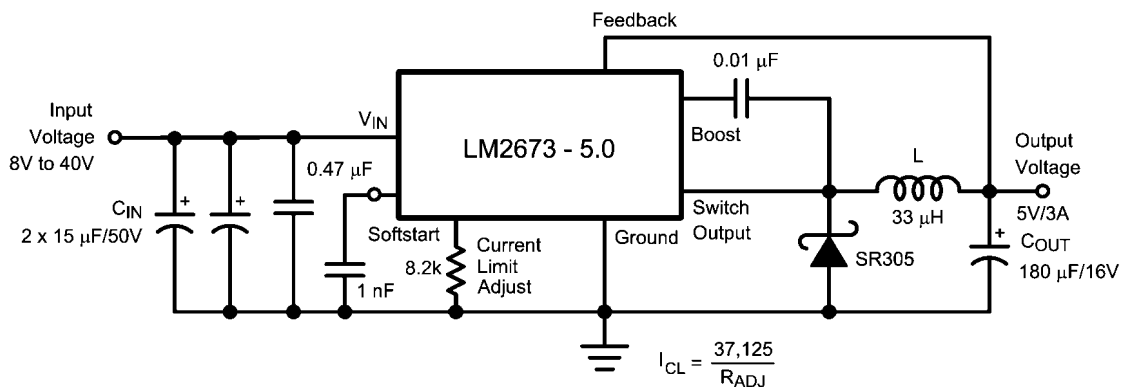 Feedback
0.01 μF
Input
Voltage
8V to 40V
V_IN
LM2673 - 5.0
Boost
L
Output
Voltage
0.47 μF
C_IN
2 x 15 μF/50V
Softstart
Ground
Switch
Output
33 μH
5V/3A
8.2k
Current
Limit
Adjust
1 nF
SR305
C_OUT
180 μF/16V
I_CL = 37,125
R_ADJ
+
+
+